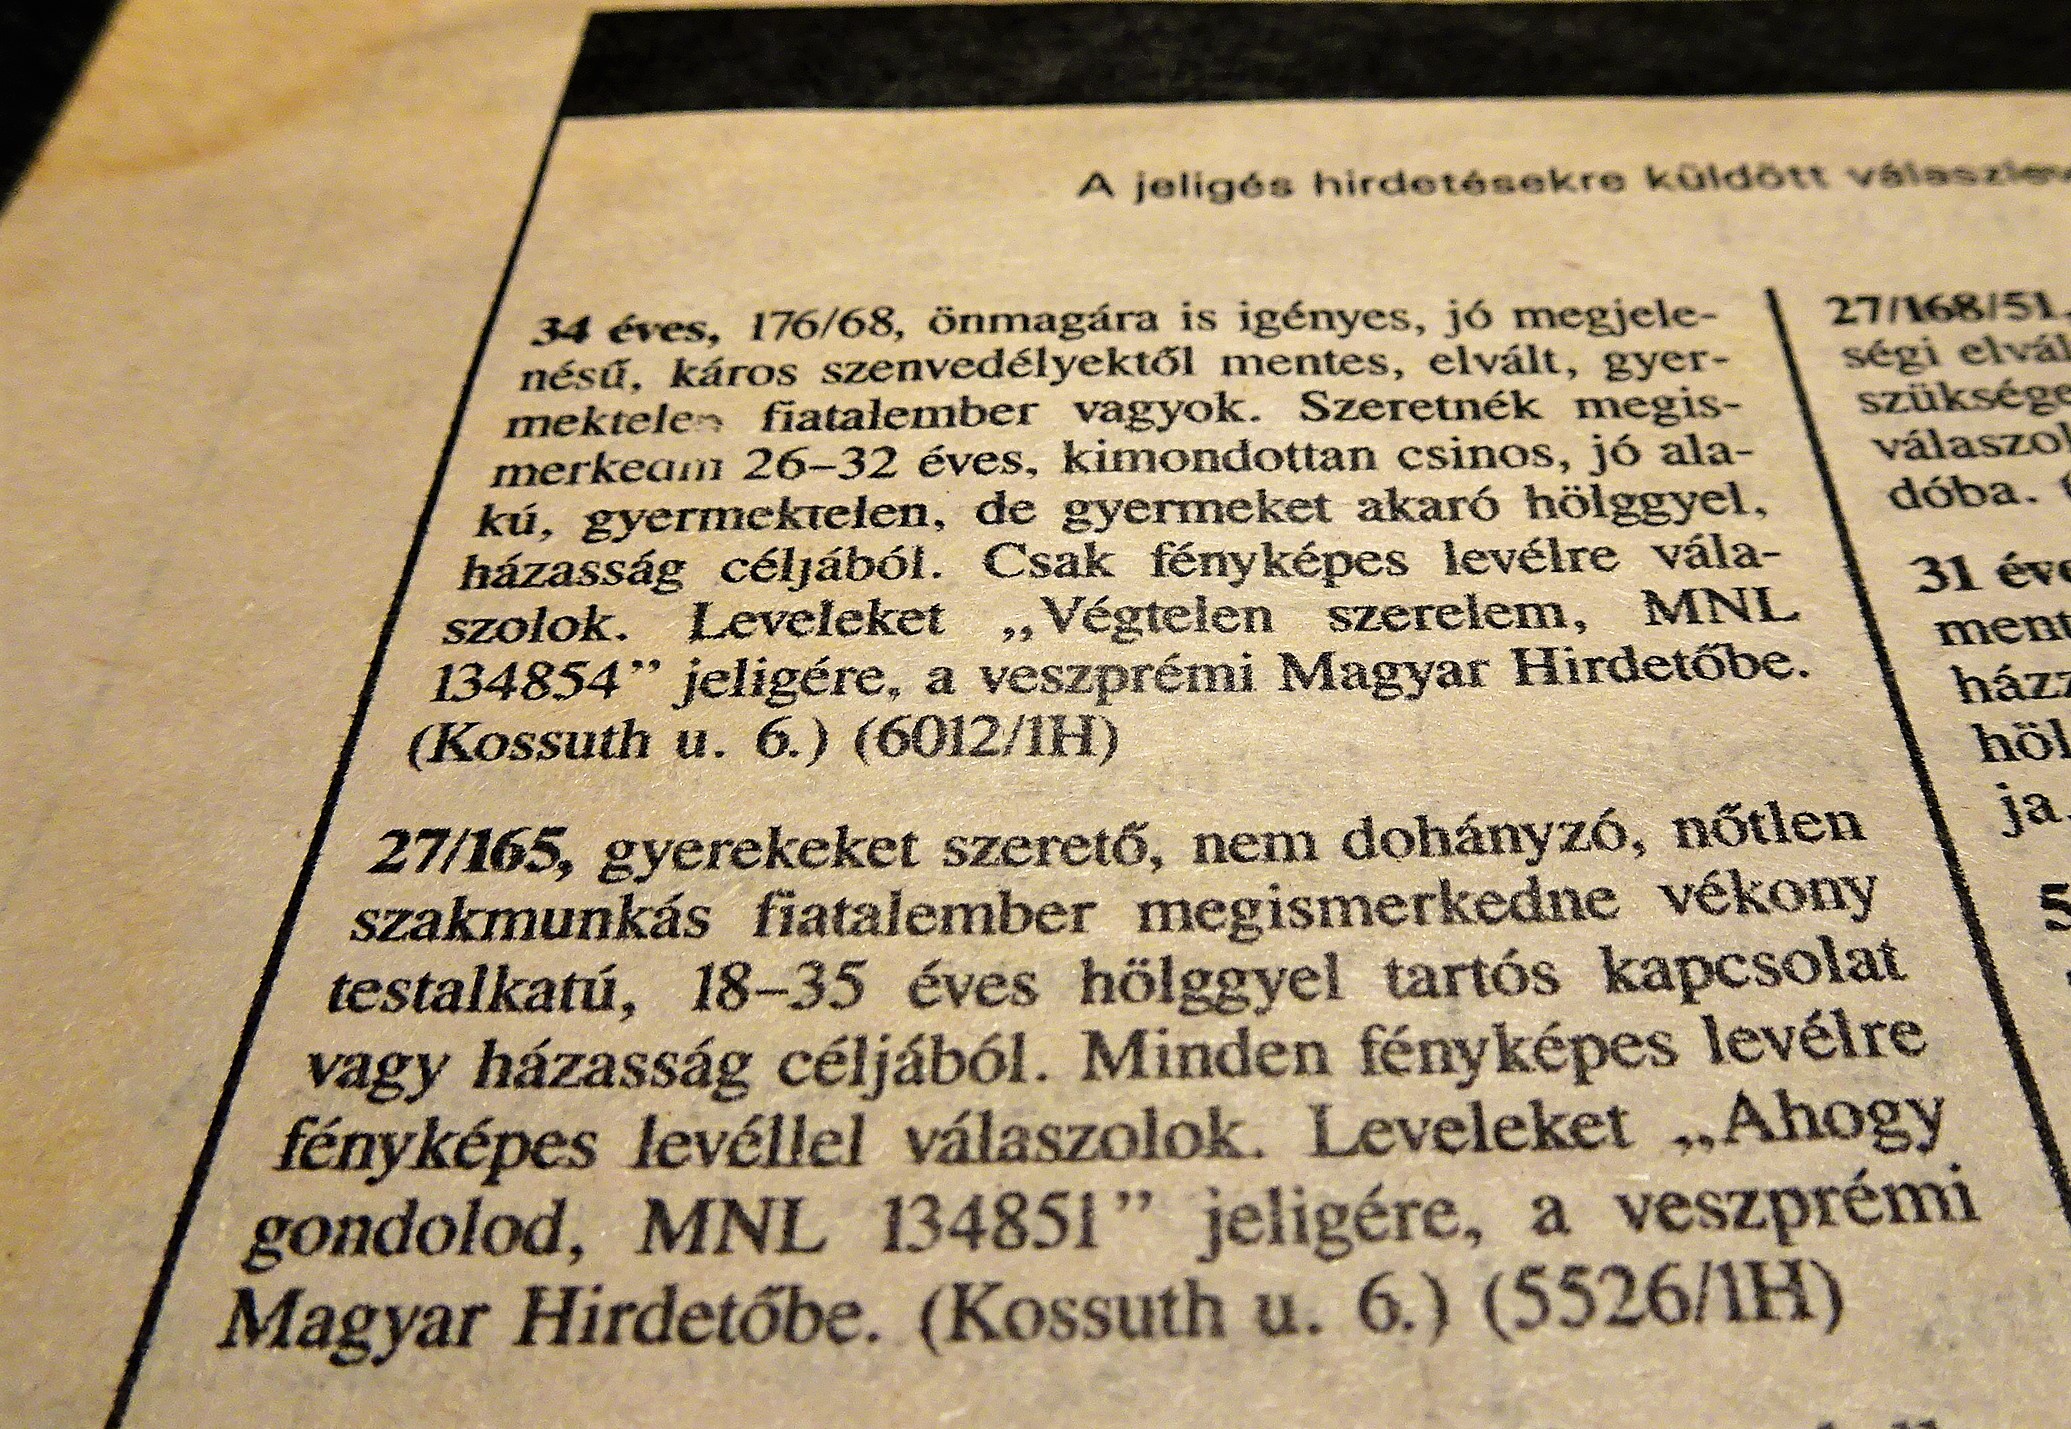 A jeligés hirdetésekre küldött
34 éves, 176/68, önmagára is igényes, jó megjele-
nésű, káros szenvedélyektől mentes, elvált, gyer-
mektelen fiatalember vagyok. Szeretnék megis-
merkedni 26–32 éves, kimondottan csinos, jó ala-
kú, gyermektelen, de gyermeket akaró hölggyel,
házasság céljából. Csak fényképes levélre vála-
szolok. Leveleket „Végtelen szerelem, MNL
134854” jeligére, a veszprémi Magyar Hirdetőbe.
(Kossuth u. 6.) (6012/1H)
27/165, gyerekeket szerető, nem dohányzó, nőtlen
szakmunkás fiatalember megismerkedne vékony
testalkatú, 18–35 éves hölggyel tartós kapcsolat
vagy házasság céljából. Minden fényképes levélre
fényképes levéllel válaszolok. Leveleket „Ahogy
gondolod, MNL 134851” jeligére, a veszprémi
Magyar Hirdetőbe. (Kossuth u. 6.) (5526/1H)
27/168/51,
ségi elvál
szüksége
válaszol
dóba.
31 éve
ment
házz
höl
ja.
5